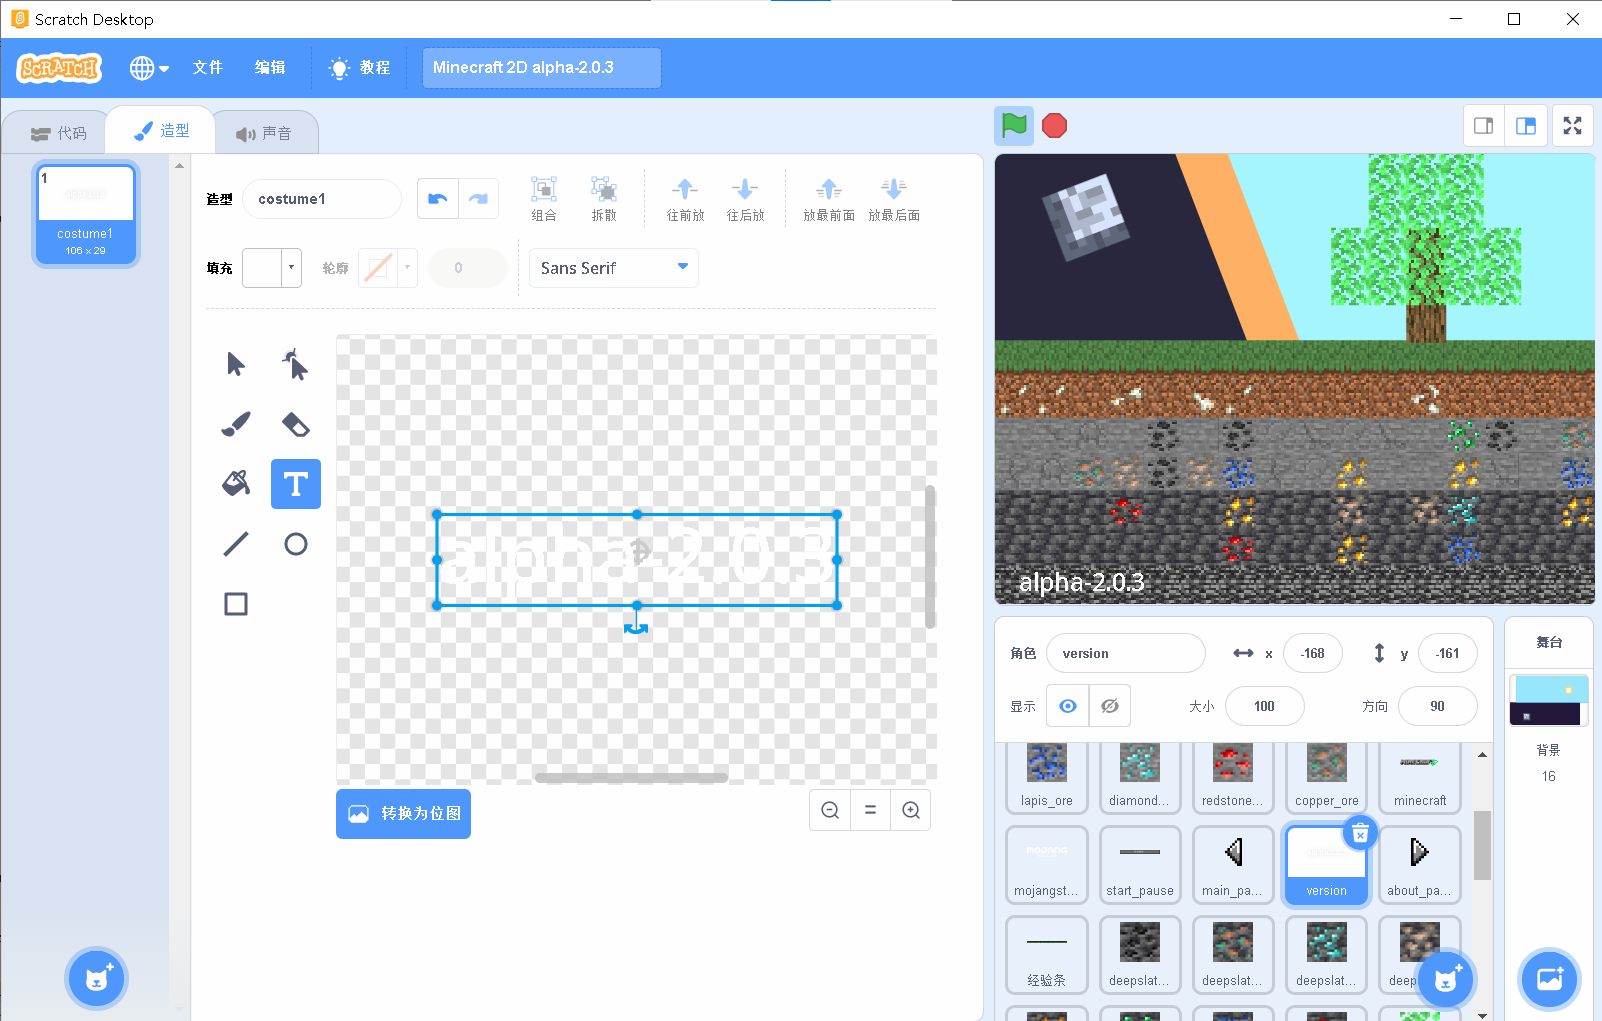 Scratch Desktop
SCRATCH
文件
编辑
教程
Minecraft 2D alpha-2.0.3
代码
造型
声音
1
costume1
106 x 29
造型
costume1
组合
拆散
往前放
往后放
放最前面
放最后面
填充
轮廓
0
Sans Serif
T
alpha-2.0.3
转换为位图
alpha-2.0.3
角色
version
x
-168
y
-161
显示
大小
100
方向
90
舞台
背景
16
lapis_ore
diamond...
redstone...
copper_ore
minecraft
mojangst...
start_pause
main_pa...
version
about_pa...
经验条
deepslat...
deepslat...
deepslat...
deep